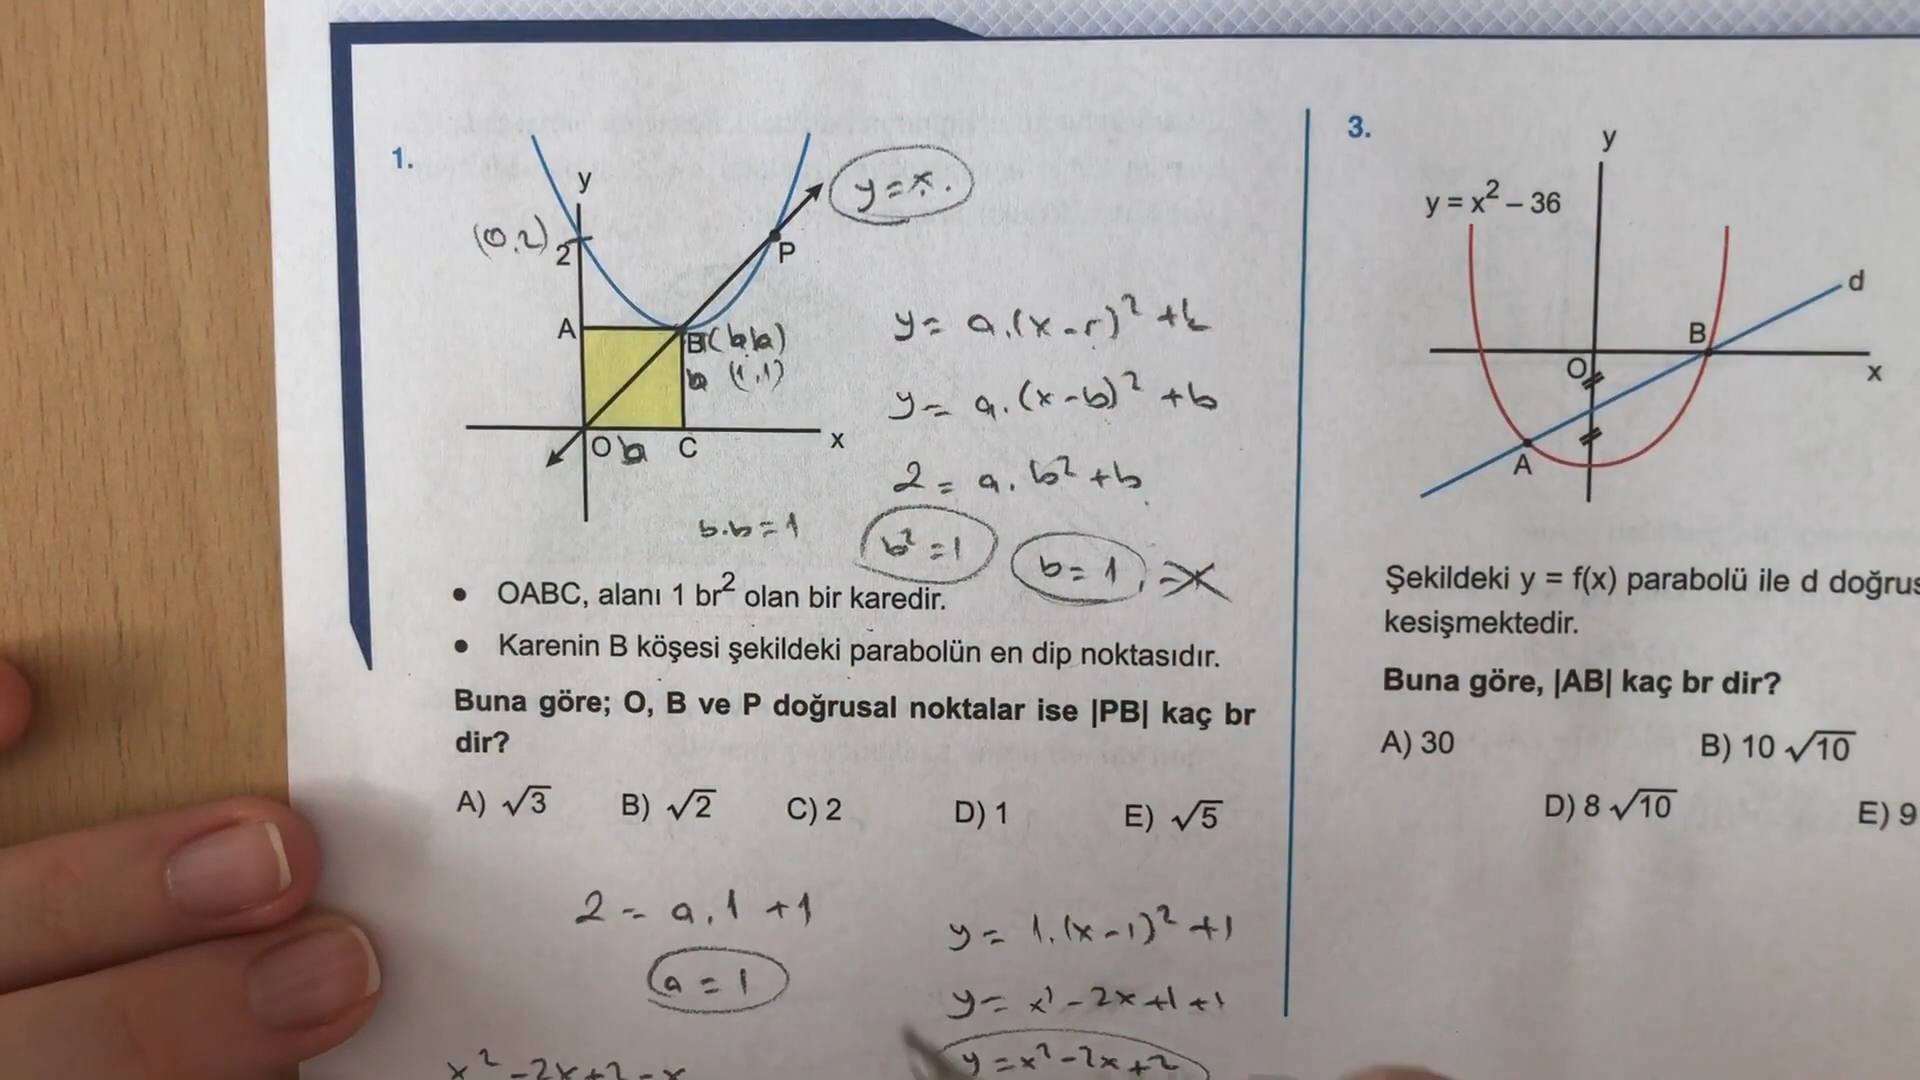 1.
y
(0,2) 2
A
B (b,b)
b (1,1)
P
y=x.
O b C x
y = a.(x-r)² + k
y = a.(x-b)² + b
2 = a.b² + b
b.b = 1
b² = 1
b = 1
• OABC, alanı 1 br² olan bir karedir.
• Karenin B köşesi şekildeki parabolün en dip noktasıdır.
Buna göre; O, B ve P doğrusal noktalar ise |PB| kaç br
dir?
A) √3 B) √2 C) 2 D) 1 E) √5
2 = a.1 + 1
a = 1
y = 1.(x-1)² + 1
y = x² - 2x + 1 + 1
y = x² - 2x + 2
x² - 2x + 2 = x
3.
y
y = x² – 36
d
B
O
x
A
Şekildeki y = f(x) parabolü ile d doğrus
kesişmektedir.
Buna göre, |AB| kaç br dir?
A) 30 B) 10 √10
D) 8 √10 E) 9